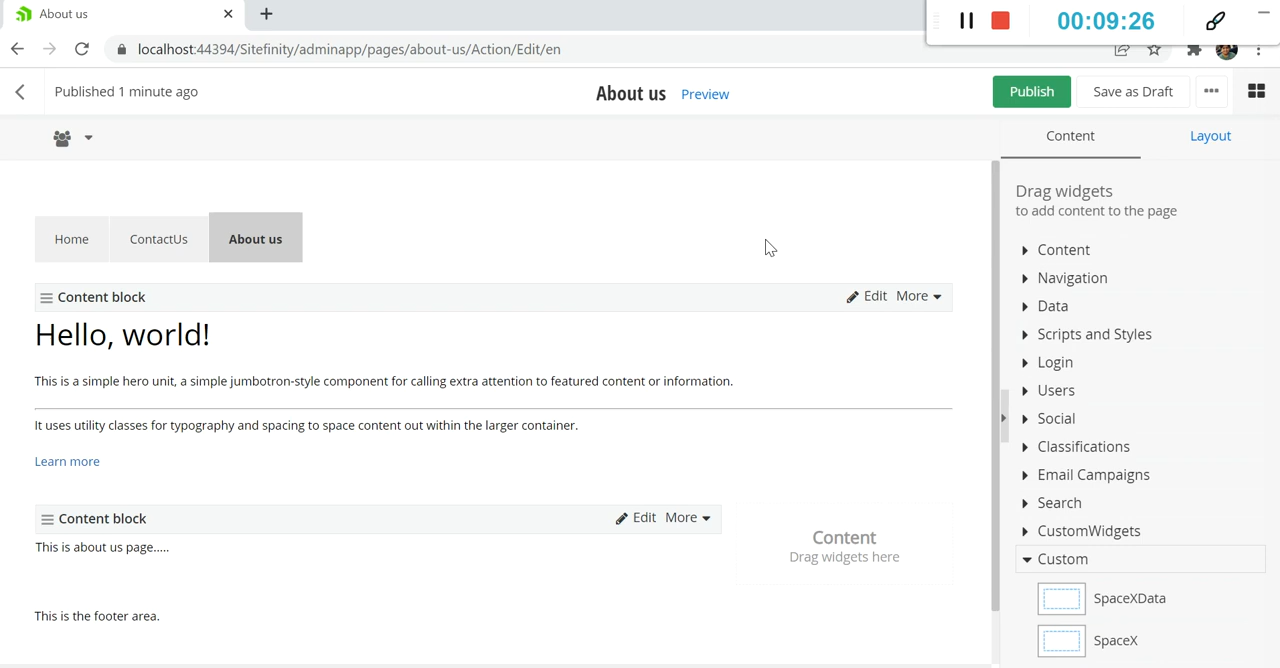 About us
00:09:26
localhost:44394/Sitefinity/adminapp/pages/about-us/Action/Edit/en
Published 1 minute ago
About us Preview
Publish Save as Draft
Content Layout
Drag widgets
to add content to the page
Home ContactUs About us
Content block Edit More
Hello, world!
This is a simple hero unit, a simple jumbotron-style component for calling extra attention to featured content or information.
It uses utility classes for typography and spacing to space content out within the larger container.
Learn more
Content block Edit More
This is about us page.....
Content
Drag widgets here
This is the footer area.
Content
Navigation
Data
Scripts and Styles
Login
Users
Social
Classifications
Email Campaigns
Search
CustomWidgets
Custom
SpaceXData
SpaceX